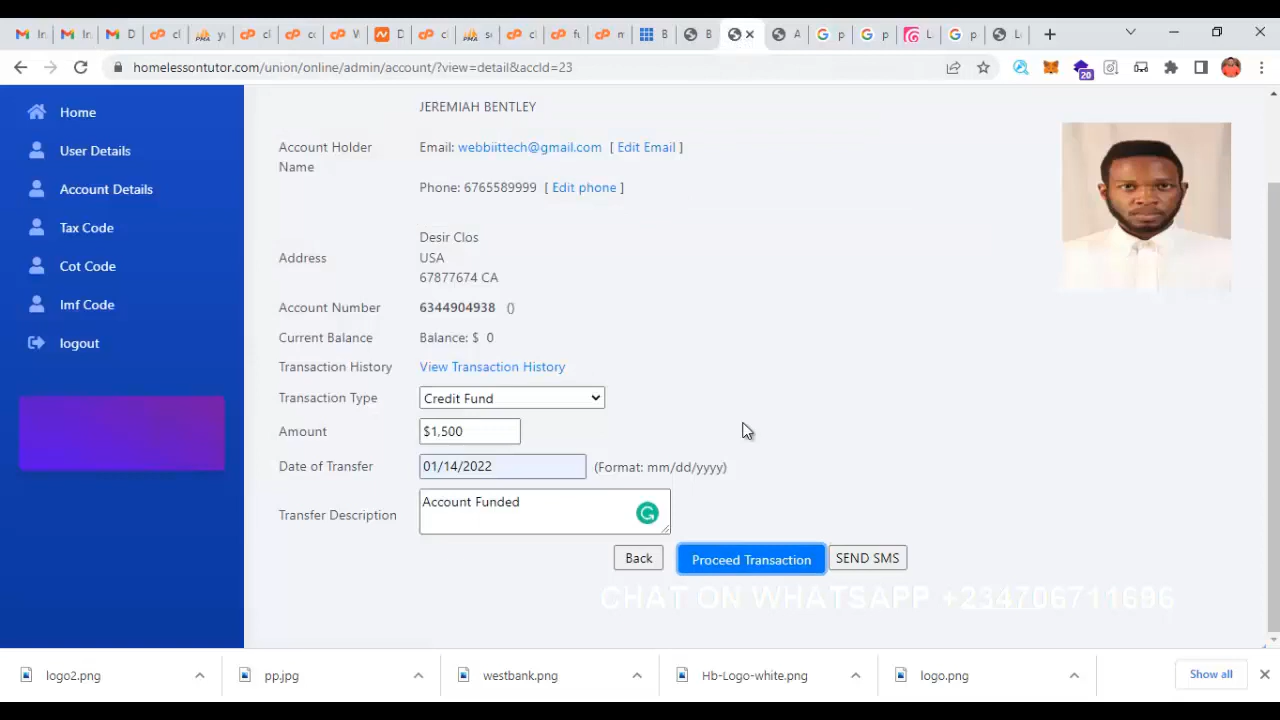 homelessontutor.com/union/online/admin/account/?view=detail&accId=23
20
Home
User Details
Account Details
Tax Code
Cot Code
Imf Code
logout
JEREMIAH BENTLEY
Account Holder Name
Email: webbiittech@gmail.com [ Edit Email ]
Phone: 6765589999 [ Edit phone ]
Address
Desir Clos
USA
67877674 CA
Account Number 6344904938 ()
Current Balance Balance: $ 0
Transaction History View Transaction History
Transaction Type Credit Fund
Amount $1,500
Date of Transfer 01/14/2022 (Format: mm/dd/yyyy)
Transfer Description Account Funded
Back Proceed Transaction SEND SMS
CHAT ON WHATSAPP +234706711696
logo2.png pp.jpg westbank.png Hb-Logo-white.png logo.png Show all